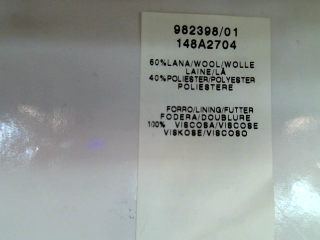 982398/01
148A2704
60%LANA/WOOL/WOLLE
LAINE/LÃ
40%POLIESTER/POLYESTER
POLIESTERE
FORRO/LINING/FUTTER
FODERA/DOUBLURE
100% VISCOSA/VISCOSE
VISKOSE/VISCOSO